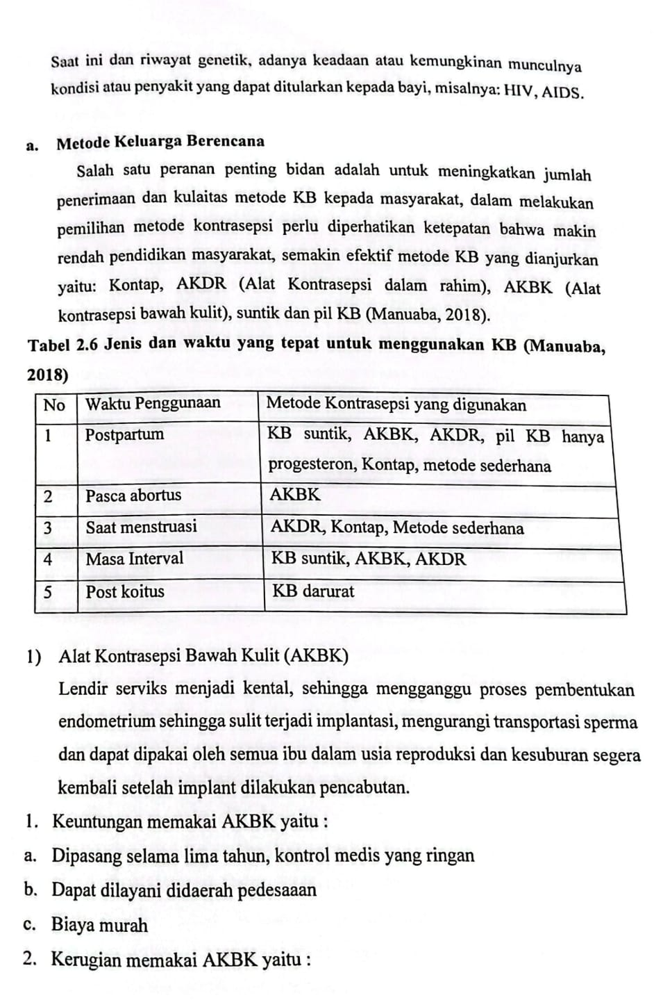 Saat ini dan riwayat genetik, adanya keadaan atau kemungkinan munculnya
kondisi atau penyakit yang dapat ditularkan kepada bayi, misalnya: HIV, AIDS.
a. Metode Keluarga Berencana
Salah satu peranan penting bidan adalah untuk meningkatkan jumlah
penerimaan dan kulaitas metode KB kepada masyarakat, dalam melakukan
pemilihan metode kontrasepsi perlu diperhatikan ketepatan bahwa makin
rendah pendidikan masyarakat, semakin efektif metode KB yang dianjurkan
yaitu: Kontap, AKDR (Alat Kontrasepsi dalam rahim), AKBK (Alat
kontrasepsi bawah kulit), suntik dan pil KB (Manuaba, 2018).
Tabel 2.6 Jenis dan waktu yang tepat untuk menggunakan KB (Manuaba,
2018)
No Waktu Penggunaan Metode Kontrasepsi yang digunakan
1 Postpartum KB suntik, AKBK, AKDR, pil KB hanya
progesteron, Kontap, metode sederhana
2 Pasca abortus AKBK
3 Saat menstruasi AKDR, Kontap, Metode sederhana
4 Masa Interval KB suntik, AKBK, AKDR
5 Post koitus KB darurat
1) Alat Kontrasepsi Bawah Kulit (AKBK)
Lendir serviks menjadi kental, sehingga mengganggu proses pembentukan
endometrium sehingga sulit terjadi implantasi, mengurangi transportasi sperma
dan dapat dipakai oleh semua ibu dalam usia reproduksi dan kesuburan segera
kembali setelah implant dilakukan pencabutan.
1. Keuntungan memakai AKBK yaitu :
a. Dipasang selama lima tahun, kontrol medis yang ringan
b. Dapat dilayani didaerah pedesaaan
c. Biaya murah
2. Kerugian memakai AKBK yaitu :